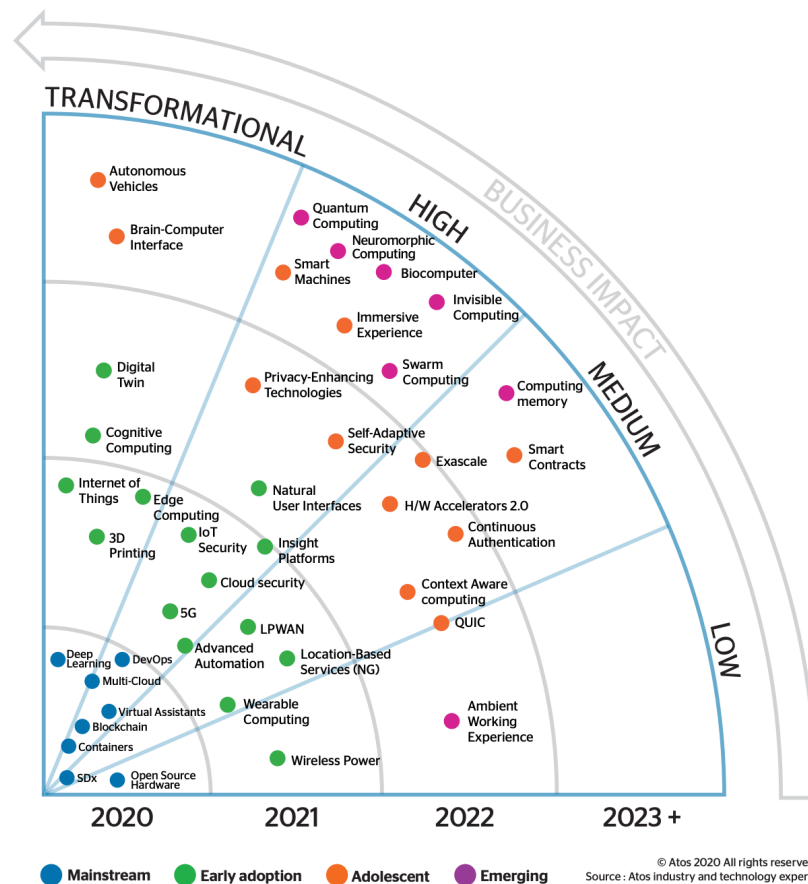 TRANSFORMATIONAL
HIGH
MEDIUM
LOW
BUSINESS IMPACT
Autonomous
Vehicles
Brain-Computer
Interface
Quantum
Computing
Neuromorphic
Computing
Smart
Machines
Biocomputer
Invisible
Computing
Immersive
Experience
Digital
Twin
Privacy-Enhancing
Technologies
Swarm
Computing
Computing
memory
Cognitive
Computing
Self-Adaptive
Security
Exascale
Smart
Contracts
Internet of
Things
Edge
Computing
Natural
User Interfaces
H/W Accelerators 2.0
3D
Printing
IoT
Security
Insight
Platforms
Continuous
Authentication
Cloud security
Context Aware
computing
5G
LPWAN
QUIC
Deep
Learning
DevOps
Advanced
Automation
Location-Based
Services (NG)
Multi-Cloud
Virtual Assistants
Wearable
Computing
Ambient
Working
Experience
Blockchain
Containers
Wireless Power
SDx
Open Source
Hardware
2020
2021
2022
2023 +
Mainstream
Early adoption
Adolescent
Emerging
© Atos 2020 All rights reserve
Source : Atos industry and technology exper